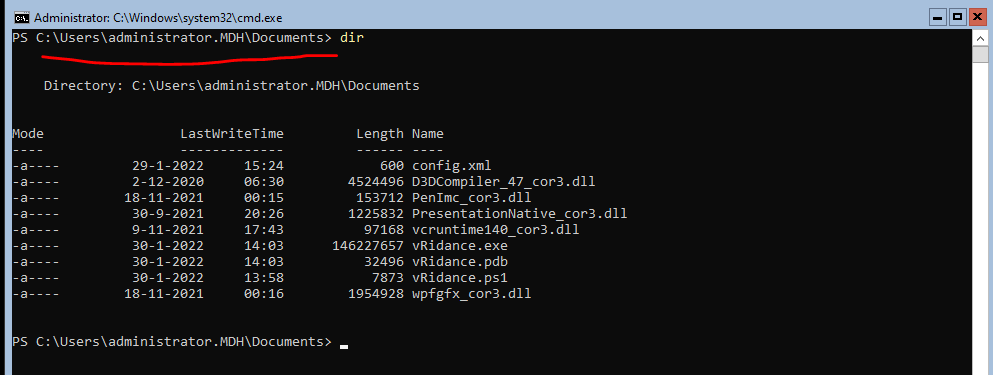 Administrator: C:\Windows\system32\cmd.exe
PS C:\Users\administrator.MDH\Documents> dir
Directory: C:\Users\administrator.MDH\Documents
Mode LastWriteTime Length Name
---- ------------- ------ ----
-a---- 29-1-2022 15:24 600 config.xml
-a---- 2-12-2020 06:30 4524496 D3DCompiler_47_cor3.dll
-a---- 18-11-2021 00:15 153712 PenImc_cor3.dll
-a---- 30-9-2021 20:26 1225832 PresentationNative_cor3.dll
-a---- 9-11-2021 17:43 97168 vcruntime140_cor3.dll
-a---- 30-1-2022 14:03 146227657 vRidance.exe
-a---- 30-1-2022 14:03 32496 vRidance.pdb
-a---- 30-1-2022 13:58 7873 vRidance.ps1
-a---- 18-11-2021 00:16 1954928 wpfgfx_cor3.dll
PS C:\Users\administrator.MDH\Documents>